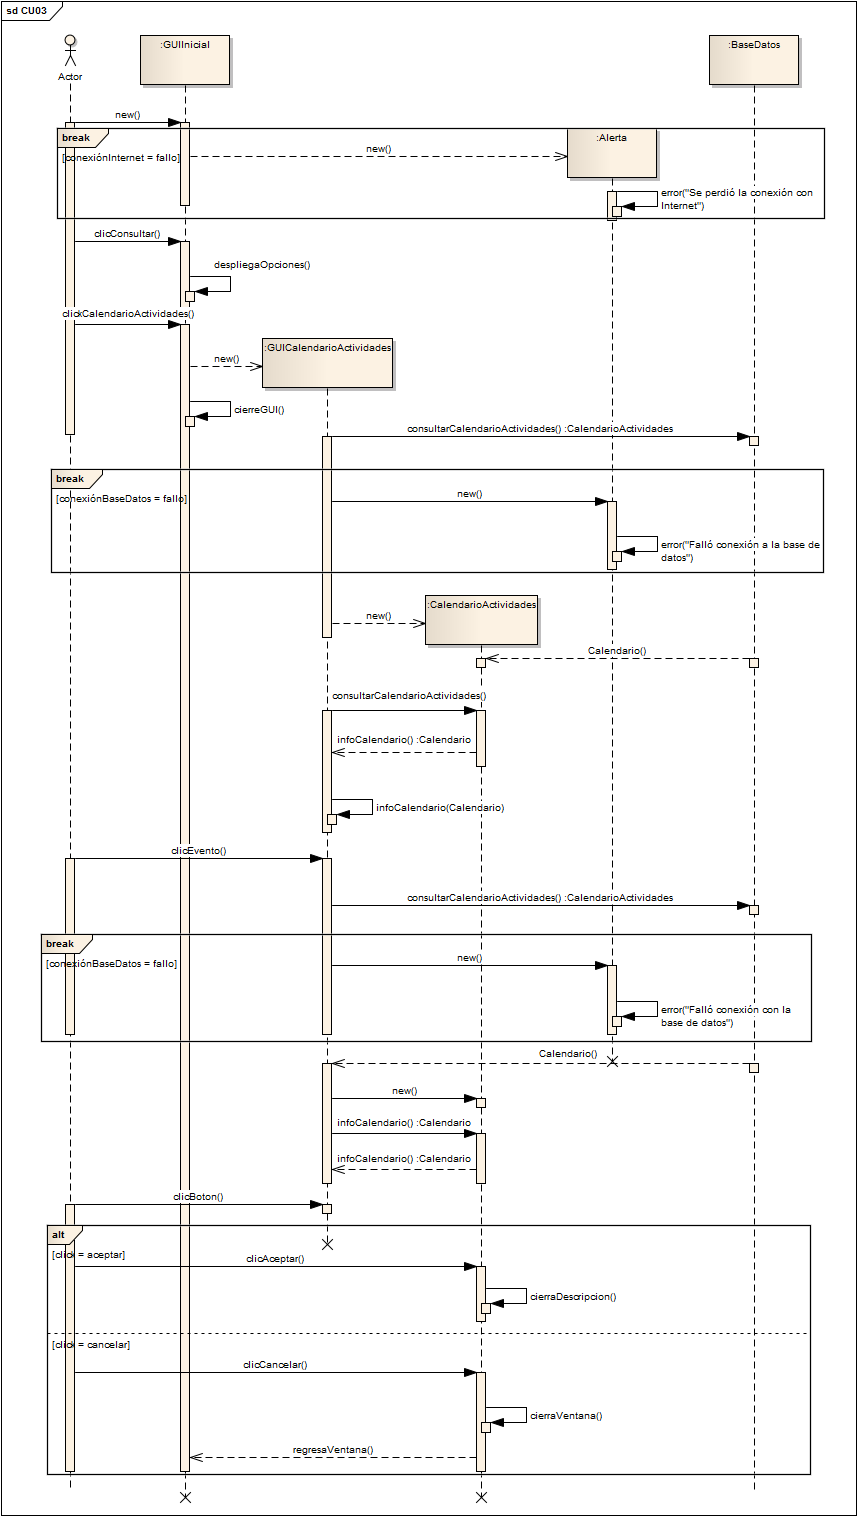 sd CU03
Actor
:GUIInicial
:BaseDatos
new()
break
[conexiónInternet = fallo]
new()
:Alerta
error("Se perdió la conexión con
Internet")
clicConsultar()
despliegaOpciones()
clickCalendarioActividades()
:GUICalendarioActividades
new()
cierreGUI()
consultarCalendarioActividades() :CalendarioActividades
break
[conexiónBaseDatos = fallo]
new()
error("Falló conexión a la base de
datos")
:CalendarioActividades
new()
Calendario()
consultarCalendarioActividades()
infoCalendario() :Calendario
infoCalendario(Calendario)
clicEvento()
consultarCalendarioActividades() :CalendarioActividades
break
[conexiónBaseDatos = fallo]
new()
error("Falló conexión con la
base de datos")
Calendario()
new()
infoCalendario() :Calendario
infoCalendario() :Calendario
clicBoton()
alt
[click = aceptar]
clicAceptar()
cierraDescripcion()
[click = cancelar]
clicCancelar()
cierraVentana()
regresaVentana()